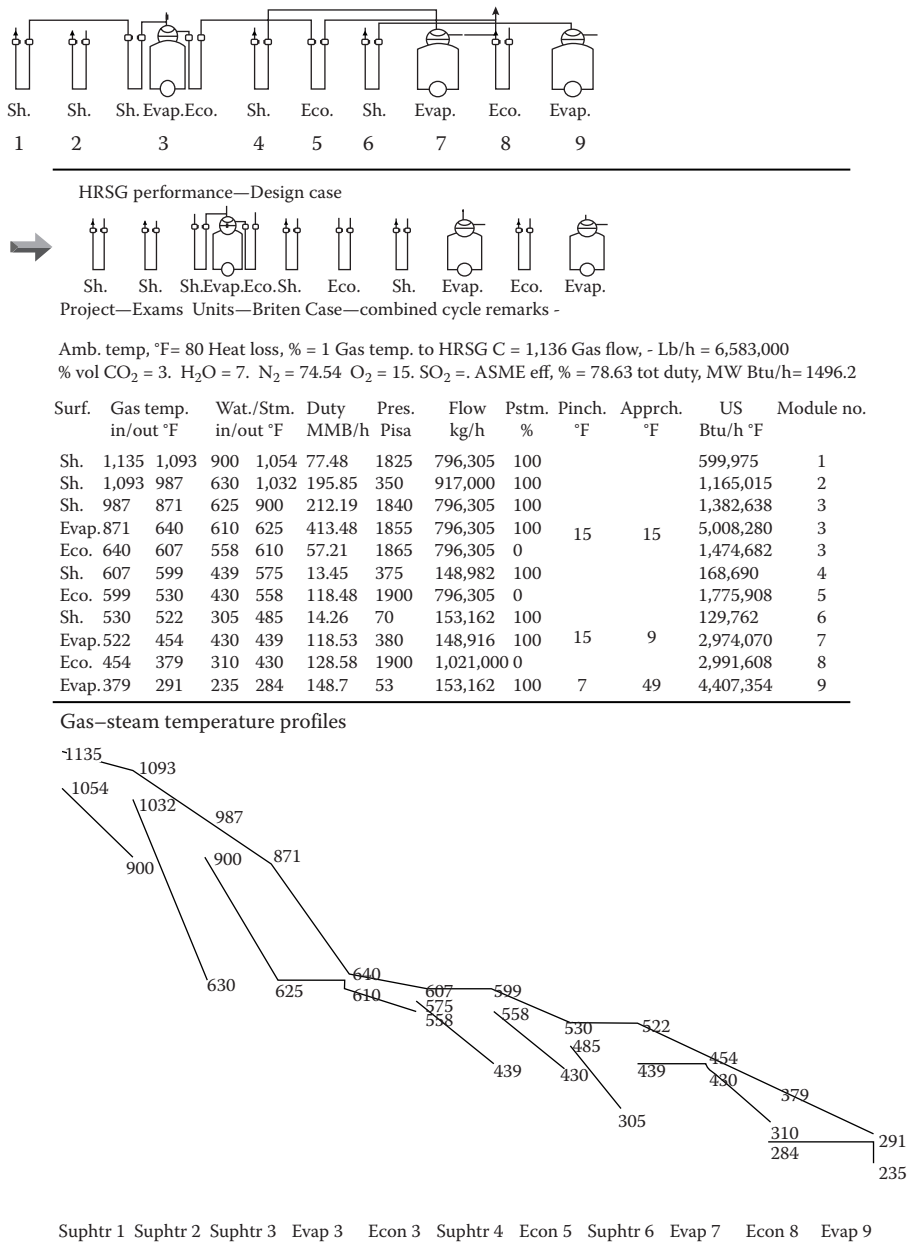 Sh. Sh. Sh. Evap.Eco. Sh. Eco. Sh. Evap. Eco. Evap.
1 2 3 4 5 6 7 8 9
HRSG performance—Design case
Sh. Sh. Sh.Evap.Eco.Sh. Eco. Sh. Evap. Eco. Evap.
Project—Exams Units—Briten Case—combined cycle remarks -
Amb. temp, °F= 80 Heat loss, % = 1 Gas temp. to HRSG C = 1,136 Gas flow, - Lb/h = 6,583,000
% vol CO₂ = 3. H₂O = 7. N₂ = 74.54 O₂ = 15. SO₂ =. ASME eff, % = 78.63 tot duty, MW Btu/h= 1496.2
Surf. Gas temp. Wat./Stm. Duty Pres. Flow Pstm. Pinch. Apprch. US Module no.
in/out °F in/out °F MMB/h Pisa kg/h % °F °F Btu/h °F
Sh. 1,135 1,093 900 1,054 77.48 1825 796,305 100 599,975 1
Sh. 1,093 987 630 1,032 195.85 350 917,000 100 1,165,015 2
Sh. 987 871 625 900 212.19 1840 796,305 100 1,382,638 3
Evap. 871 640 610 625 413.48 1855 796,305 100 15 15 5,008,280 3
Eco. 640 607 558 610 57.21 1865 796,305 0 1,474,682 3
Sh. 607 599 439 575 13.45 375 148,982 100 168,690 4
Eco. 599 530 430 558 118.48 1900 796,305 0 1,775,908 5
Sh. 530 522 305 485 14.26 70 153,162 100 129,762 6
Evap. 522 454 430 439 118.53 380 148,916 100 15 9 2,974,070 7
Eco. 454 379 310 430 128.58 1900 1,021,000 0 2,991,608 8
Evap. 379 291 235 284 148.7 53 153,162 100 7 49 4,407,354 9
Gas–steam temperature profiles
1135
1093
1054
1032
987
900
900
871
630
625
640
610
607
575
558
599
558
439
430
530
485
522
439
305
454
430
379
310
284
291
235
Suphtr 1 Suphtr 2 Suphtr 3 Evap 3 Econ 3 Suphtr 4 Econ 5 Suphtr 6 Evap 7 Econ 8 Evap 9